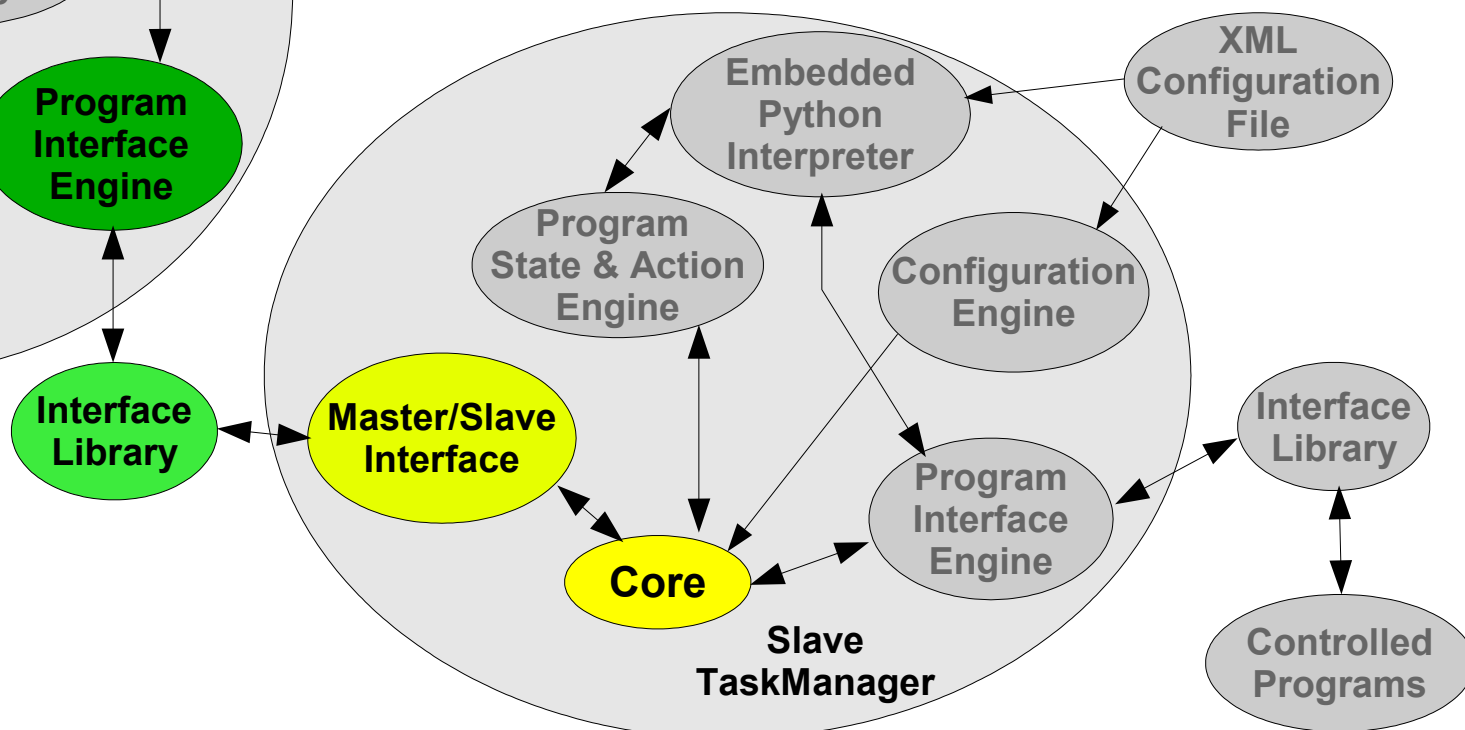 Program
Interface
Engine
Interface
Library
Embedded
Python
Interpreter
XML
Configuration
File
Program
State & Action
Engine
Configuration
Engine
Master/Slave
Interface
Core
Program
Interface
Engine
Slave
TaskManager
Interface
Library
Controlled
Programs